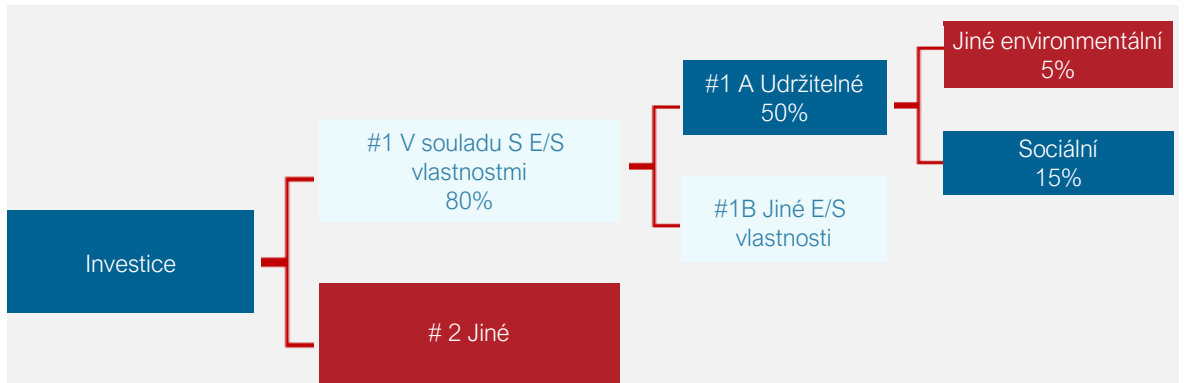 Investice
#1 V souladu S E/S
vlastnostmi
80%
# 2 Jiné
#1 A Udržitelné
50%
#1B Jiné E/S
vlastnosti
Jiné environmentální
5%
Sociální
15%